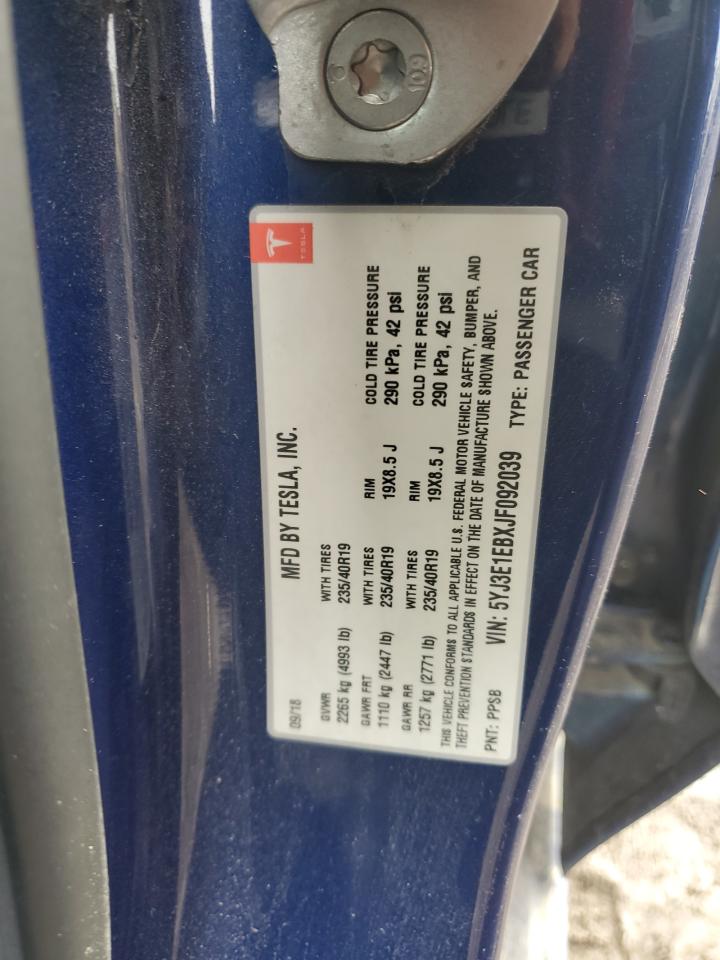 TESLA
09/18 MFD BY TESLA, INC.
GVWR WITH TIRES
2265 kg (4993 lb) 235/40R19
GAWR FRT WITH TIRES RIM COLD TIRE PRESSURE
1110 kg (2447 lb) 235/40R19 19X8.5 J 290 kPa, 42 psi
GAWR RR WITH TIRES RIM COLD TIRE PRESSURE
1257 kg (2771 lb) 235/40R19 19X8.5 J 290 kPa, 42 psi
THIS VEHICLE CONFORMS TO ALL APPLICABLE U.S. FEDERAL MOTOR VEHICLE SAFETY, BUMPER, AND
THEFT PREVENTION STANDARDS IN EFFECT ON THE DATE OF MANUFACTURE SHOWN ABOVE.
PNT: PPSB VIN: 5YJ3E1EBXJF092039 TYPE: PASSENGER CAR